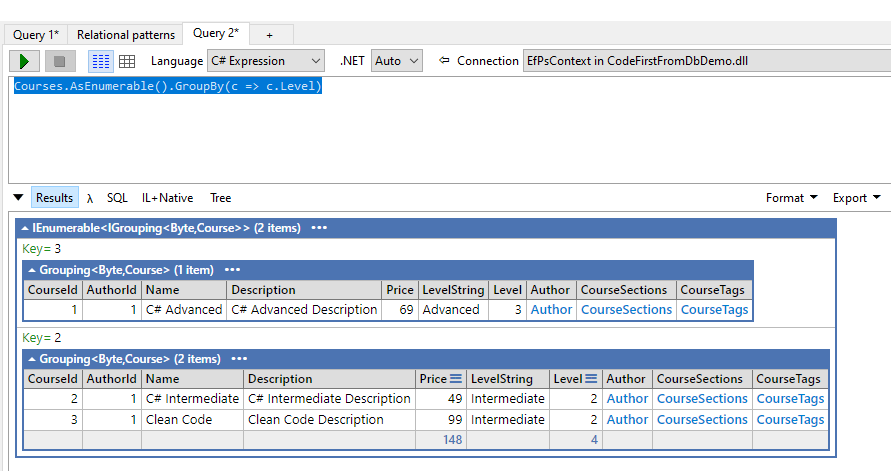 Query 1* Relational patterns Query 2* +
Language C# Expression .NET Auto Connection EfPsContext in CodeFirstFromDbDemo.dll
Courses.AsEnumerable().GroupBy(c => c.Level)
Results λ SQL IL+Native Tree Format Export
IEnumerable<IGrouping<Byte,Course>> (2 items) •••
Key= 3
Grouping<Byte,Course> (1 item) •••
CourseId AuthorId Name Description Price LevelString Level Author CourseSections CourseTags
1 1 C# Advanced C# Advanced Description 69 Advanced 3 Author CourseSections CourseTags
Key= 2
Grouping<Byte,Course> (2 items) •••
CourseId AuthorId Name Description Price LevelString Level Author CourseSections CourseTags
2 1 C# Intermediate C# Intermediate Description 49 Intermediate 2 Author CourseSections CourseTags
3 1 Clean Code Clean Code Description 99 Intermediate 2 Author CourseSections CourseTags
148 4